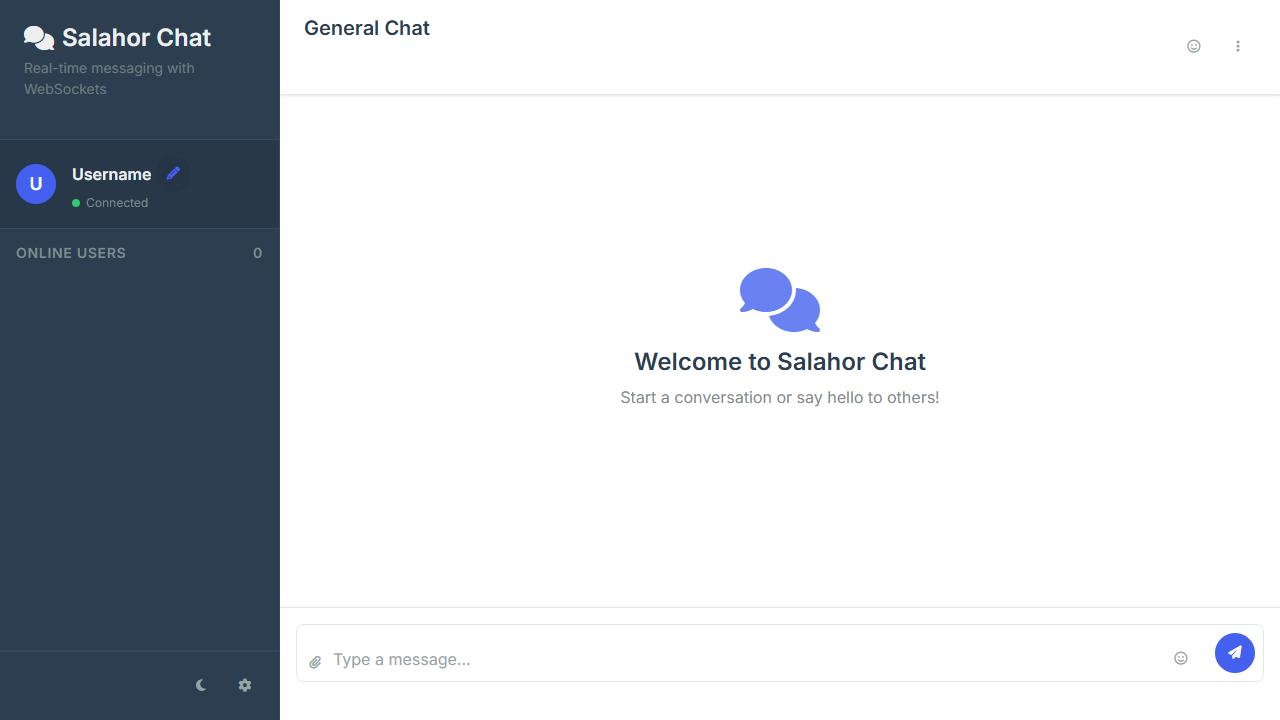 Salahor Chat
Real-time messaging with
WebSockets
U
Username
Connected
ONLINE USERS 0
General Chat
Welcome to Salahor Chat
Start a conversation or say hello to others!
Type a message...